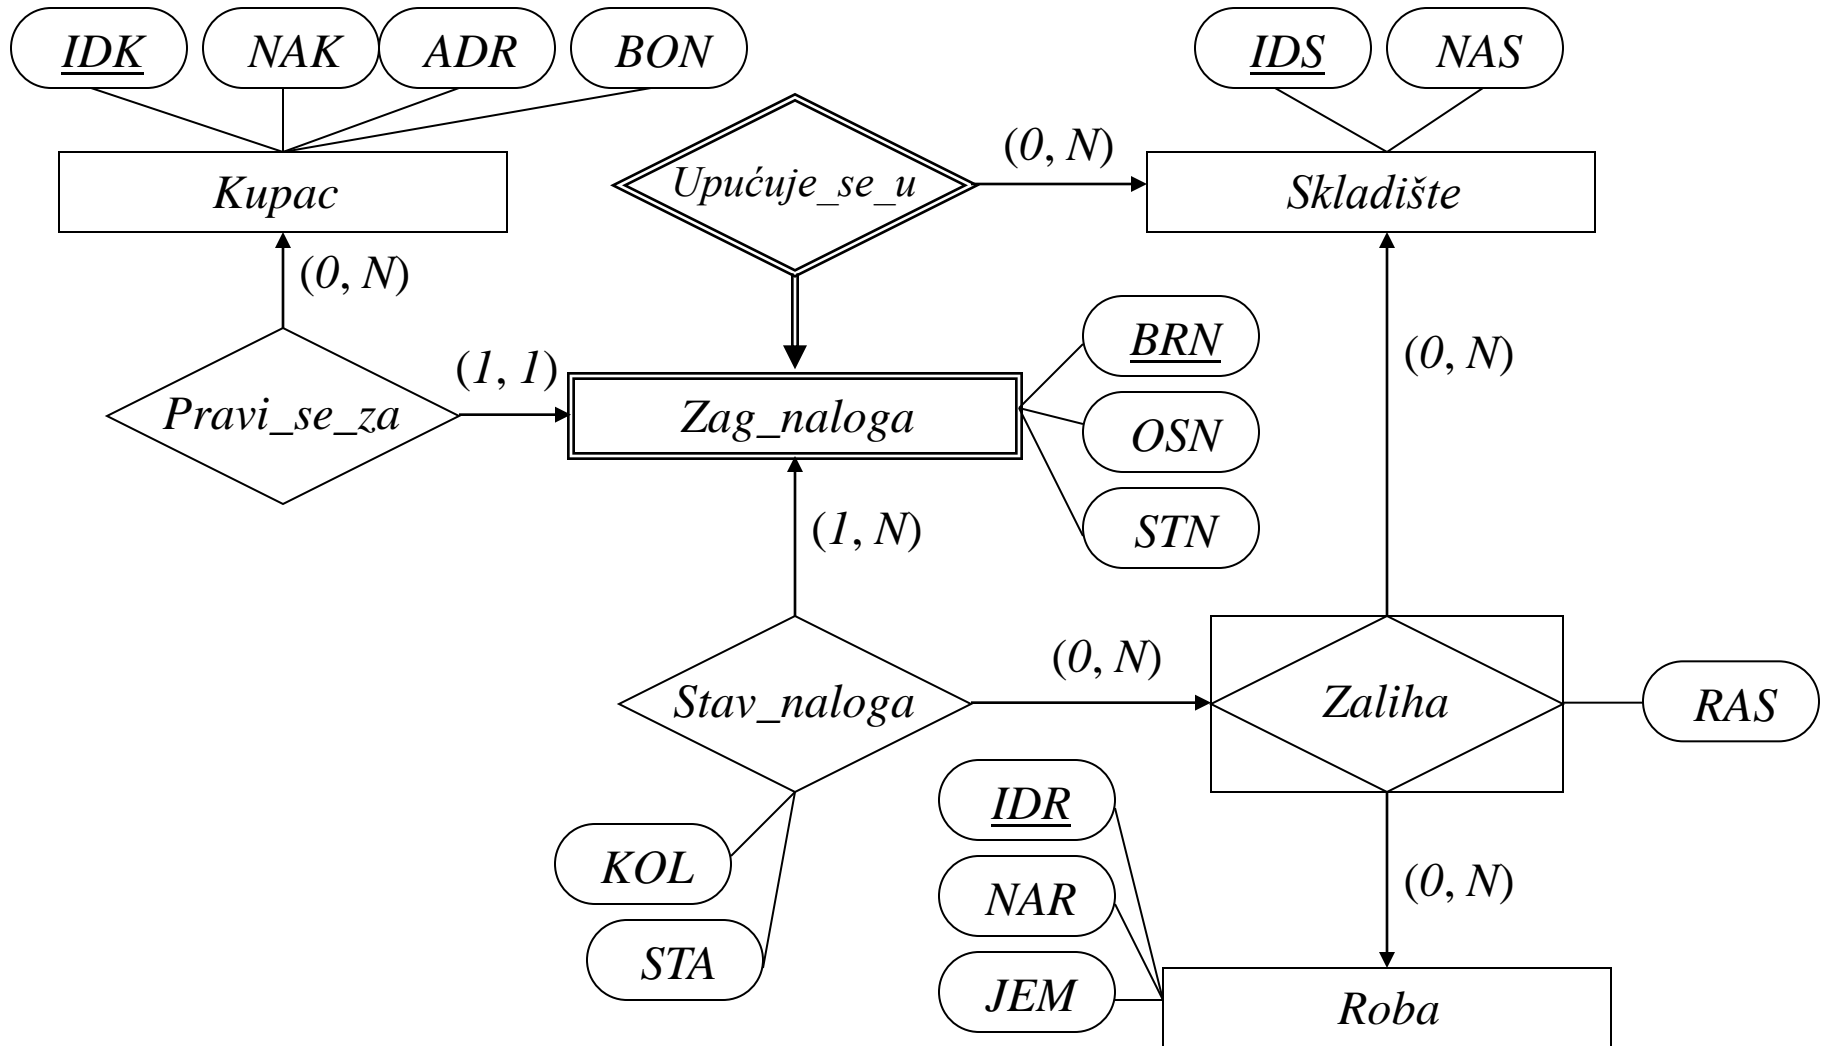 IDK NAK ADR BON IDS NAS
(0, N)
Upućuje_se_u
Kupac
Skladište
(0, N)
BRN
(0, N)
(1, 1)
Pravi_se_za
Zag_naloga
OSN
(1, N)
STN
(0, N)
Stav_naloga
Zaliha
RAS
IDR
KOL
(0, N)
NAR
STA
JEM
Roba